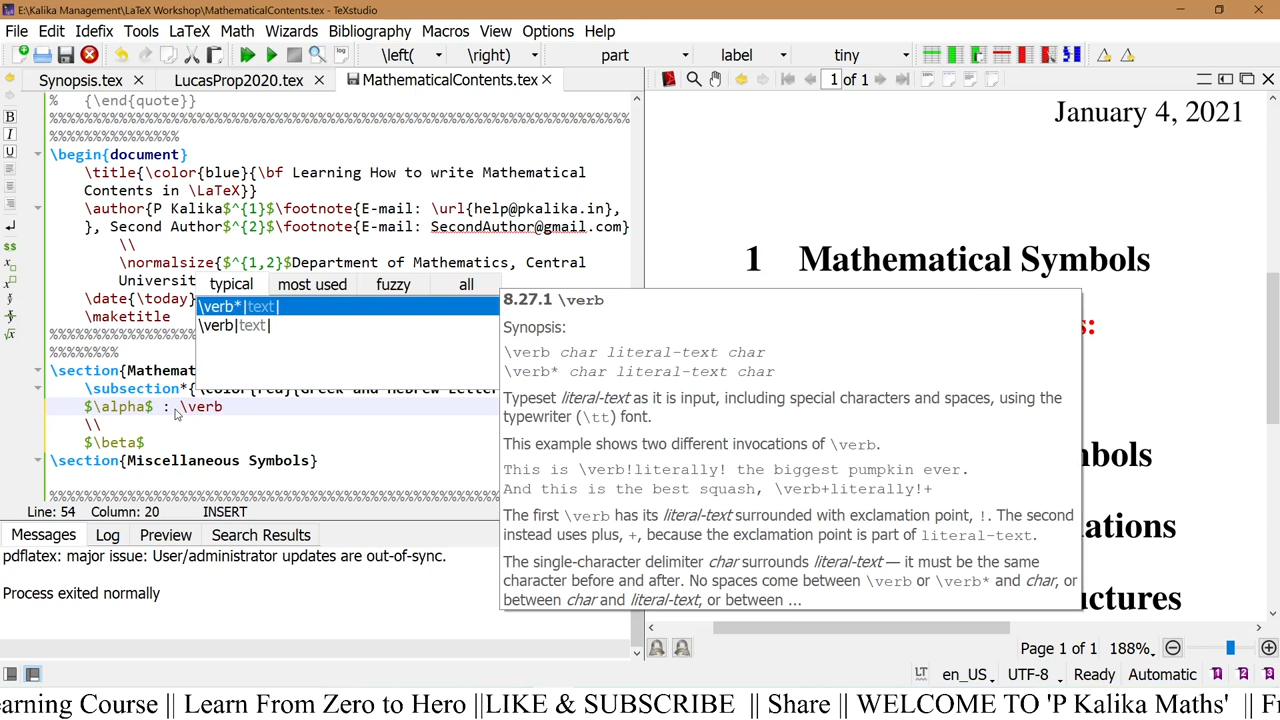 E:\Kalika Management\LaTeX Workshop\MathematicalContents.tex - TeXstudio
File Edit Idefix Tools LaTeX Math Wizards Bibliography Macros View Options Help
\left( \right) part label tiny
Synopsis.tex LucasProp2020.tex MathematicalContents.tex
1 of 1
% {\end{quote}}
%%%%%%%%%%%%%%%%%%%%%%%%%%%%%%%%%%%%%%%%%%%%%%%%%%%%%%%%%%%%%%%%%%
%%%%%%%%%%%%%%%
\begin{document}
\title{\color{blue}{\bf Learning How to write Mathematical
Contents in \LaTeX}}
\author{P Kalika$^{1}$\footnote{E-mail: \url{help@pkalika.in},
}, Second Author$^{2}$\footnote{E-mail: SecondAuthor@gmail.com}
\\
\normalsize{$^{1,2}$Department of Mathematics, Central
Universit
\date{\today}
\maketitle
%%%%%%%%%%%%%%%%%
%%%%%%%%
\section{Mathemat
\subsection*{\color{red}{Greek and Hebrew Letter
$\alpha$ : \verb
\\
$\beta$
\section{Miscellaneous Symbols}
%%%%%%%%%%%%%%%%%%%%%%%%%%%%%%%%%%%%%%%%%%%%%%%%%%%
typical most used fuzzy all
\verb*|text|
\verb|text|
8.27.1 \verb
Synopsis:
\verb char literal-text char
\verb* char literal-text char
Typeset literal-text as it is input, including special characters and spaces, using the
typewriter (\tt) font.
This example shows two different invocations of \verb.
This is \verb!literally! the biggest pumpkin ever.
And this is the best squash, \verb+literally!+
The first \verb has its literal-text surrounded with exclamation point, !. The second
instead uses plus, +, because the exclamation point is part of literal-text.
The single-character delimiter char surrounds literal-text — it must be the same
character before and after. No spaces come between \verb or \verb* and char, or
between char and literal-text, or between ...
January 4, 2021
1 Mathematical Symbols
s:
nbols
ations
uctures
Line: 54 Column: 20 INSERT
Messages Log Preview Search Results
pdflatex: major issue: User/administrator updates are out-of-sync.
Process exited normally
Page 1 of 1 188%
LT en_US UTF-8 Ready Automatic 1 2 3
earning Course || Learn From Zero to Hero ||LIKE & SUBSCRIBE || Share || WELCOME TO 'P Kalika Maths' || F